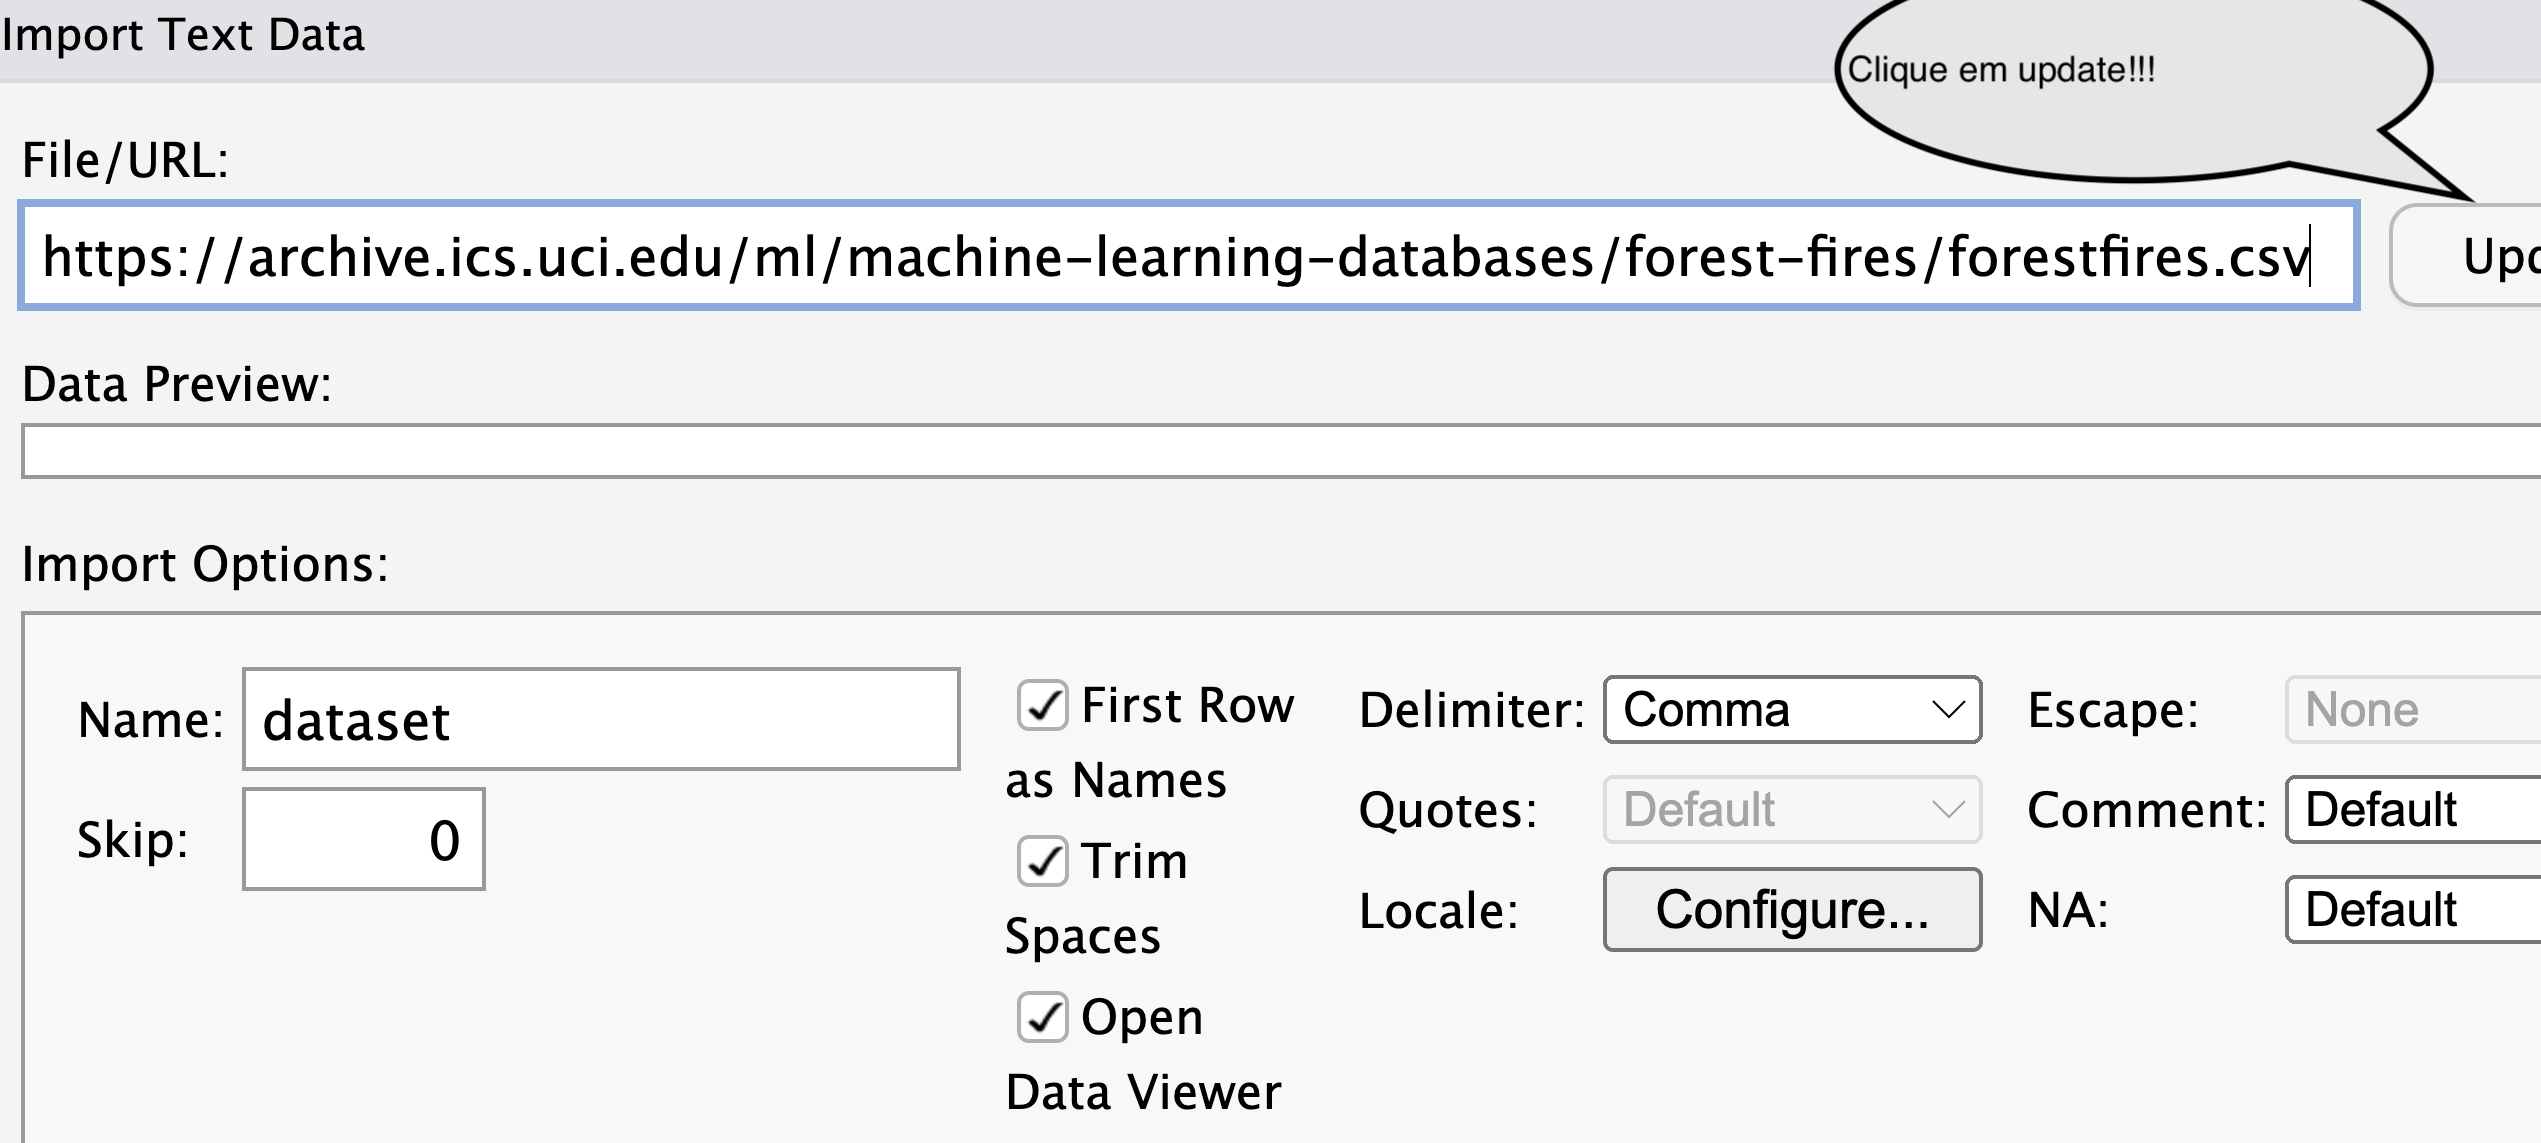 Import Text Data
Clique em update!!!
File/URL:
https://archive.ics.uci.edu/ml/machine-learning-databases/forest-fires/forestfires.csv
Upd
Data Preview:
Import Options:
Name: dataset
Skip: 0
First Row
as Names
Trim
Spaces
Open
Data Viewer
Delimiter: Comma
Quotes: Default
Locale: Configure...
Escape: None
Comment: Default
NA: Default